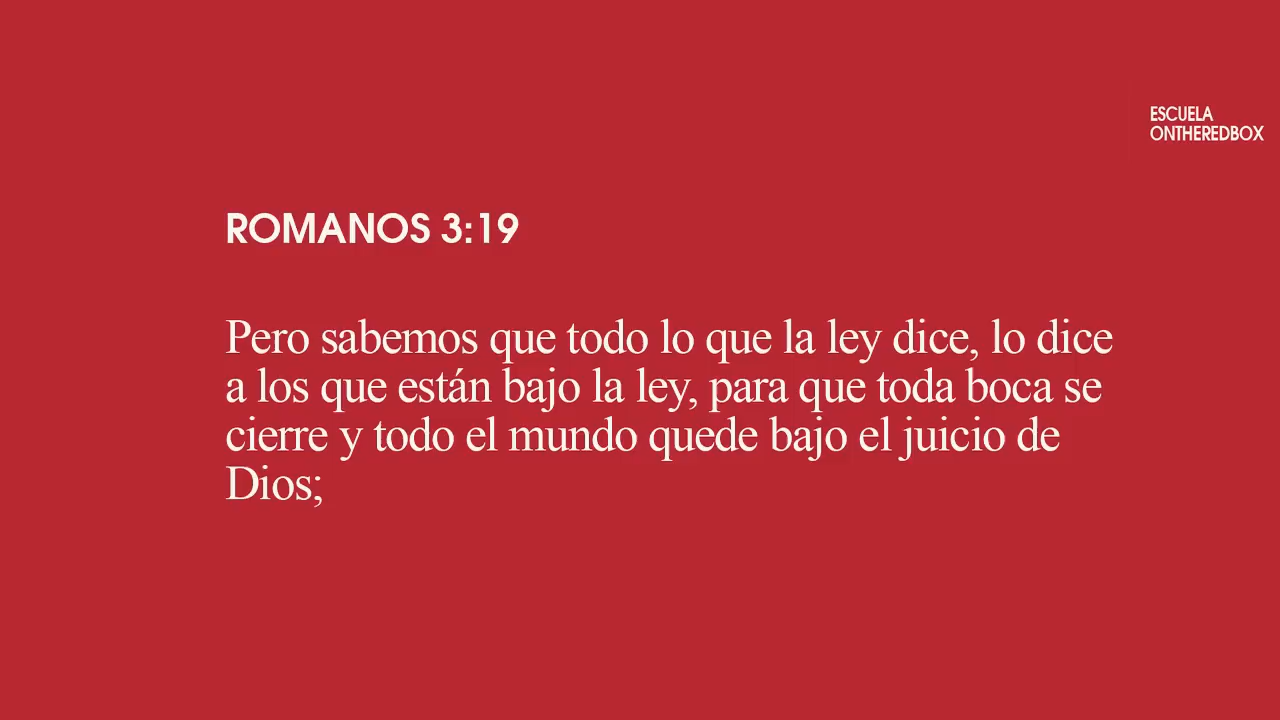 ESCUELA
ONTHEREDBOX
ROMANOS 3:19
Pero sabemos que todo lo que la ley dice, lo dice
a los que están bajo la ley, para que toda boca se
cierre y todo el mundo quede bajo el juicio de
Dios;